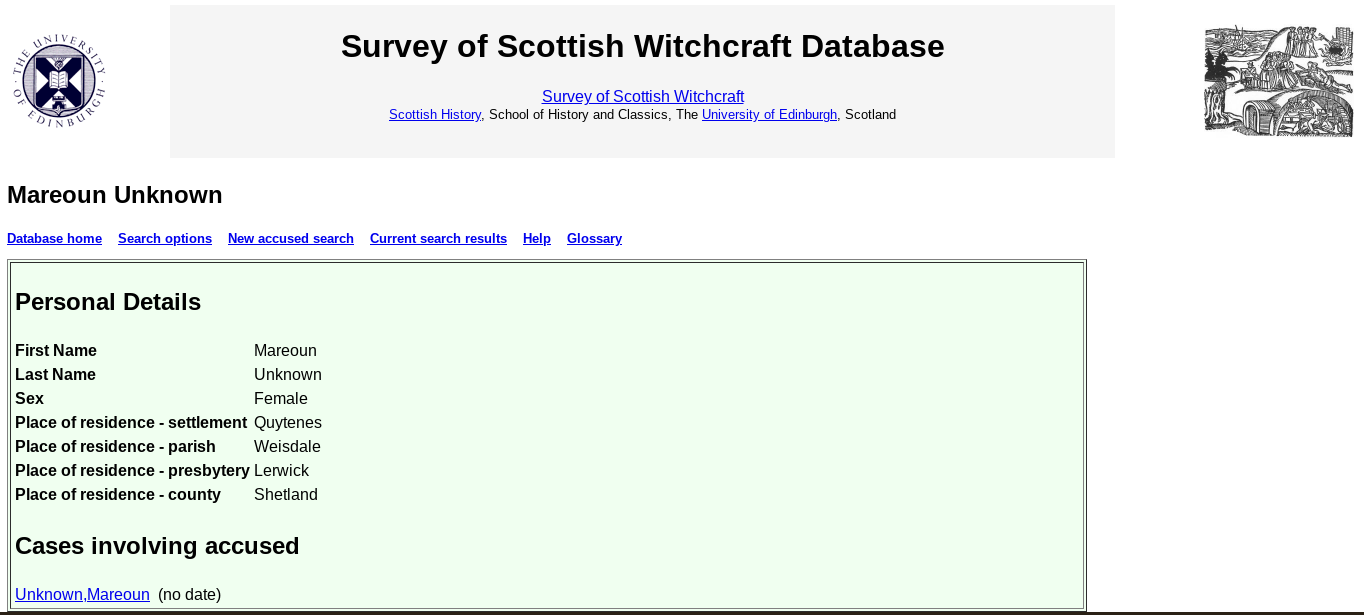 THE UNIVERSITY OF EDINBURGH
Survey of Scottish Witchcraft Database
Survey of Scottish Witchcraft
Scottish History, School of History and Classics, The University of Edinburgh, Scotland
Mareoun Unknown
Database home Search options New accused search Current search results Help Glossary
Personal Details
First Name Mareoun
Last Name Unknown
Sex Female
Place of residence - settlement Quytenes
Place of residence - parish Weisdale
Place of residence - presbytery Lerwick
Place of residence - county Shetland
Cases involving accused
Unknown,Mareoun (no date)